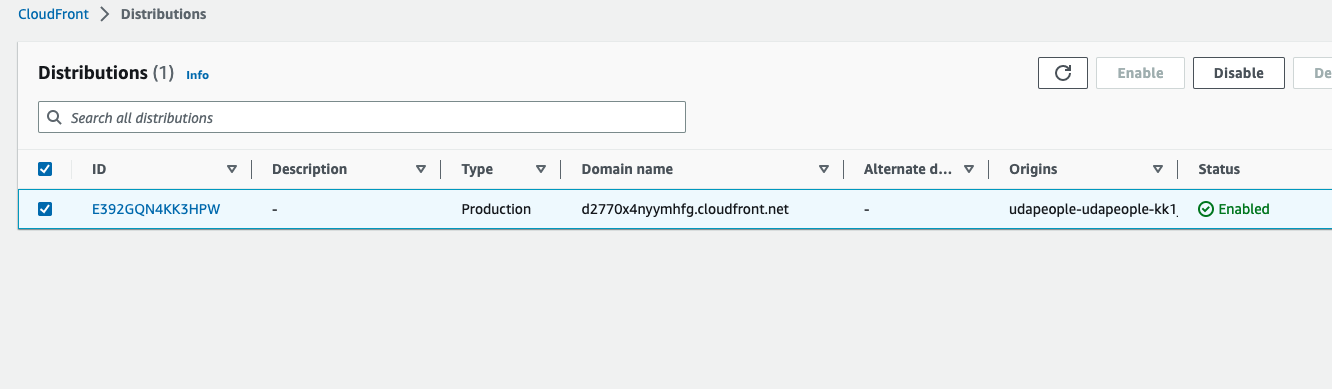 CloudFront > Distributions
Distributions (1) Info
Enable Disable De
Search all distributions
ID Description Type Domain name Alternate d... Origins Status
E392GQN4KK3HPW - Production d2770x4nyymhfg.cloudfront.net - udapeople-udapeople-kk1 Enabled